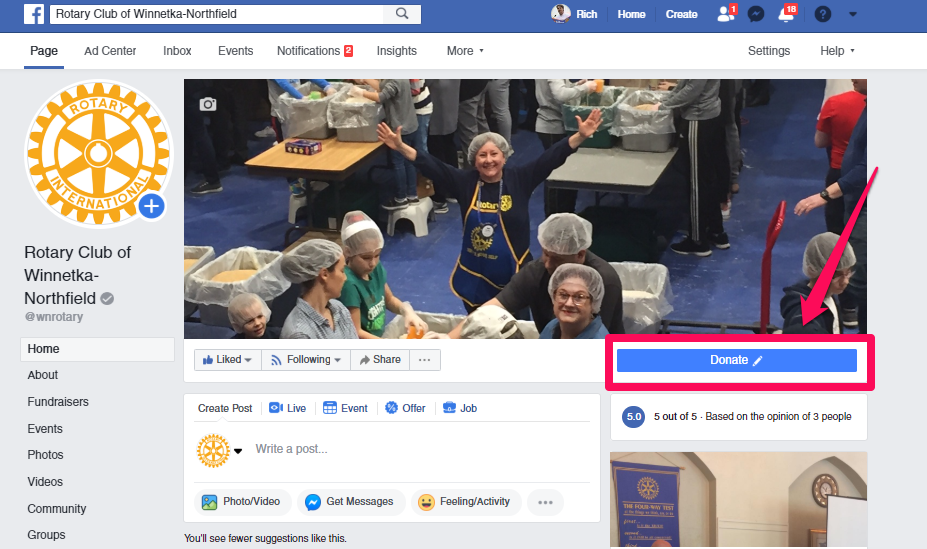 Rotary Club of Winnetka-Northfield
Rich Home Create 1 18
Page Ad Center Inbox Events Notifications 2 Insights More Settings Help
ROTARY
INTERNATIONAL
Rotary
Rotary Club of
Winnetka-
Northfield
@wnrotary
Home
About
Fundraisers
Events
Photos
Videos
Community
Groups
Liked Following Share ...
Donate
Create Post Live Event Offer Job
Write a post...
Photo/Video Get Messages Feeling/Activity ...
You'll see fewer suggestions like this.
5.0 5 out of 5 · Based on the opinion of 3 people
THE FOUR-WAY TEST